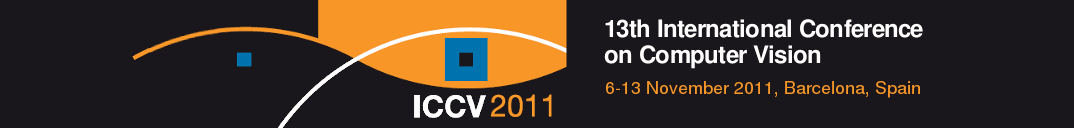 ICCV 2011
13th International Conference
on Computer Vision
6-13 November 2011, Barcelona, Spain